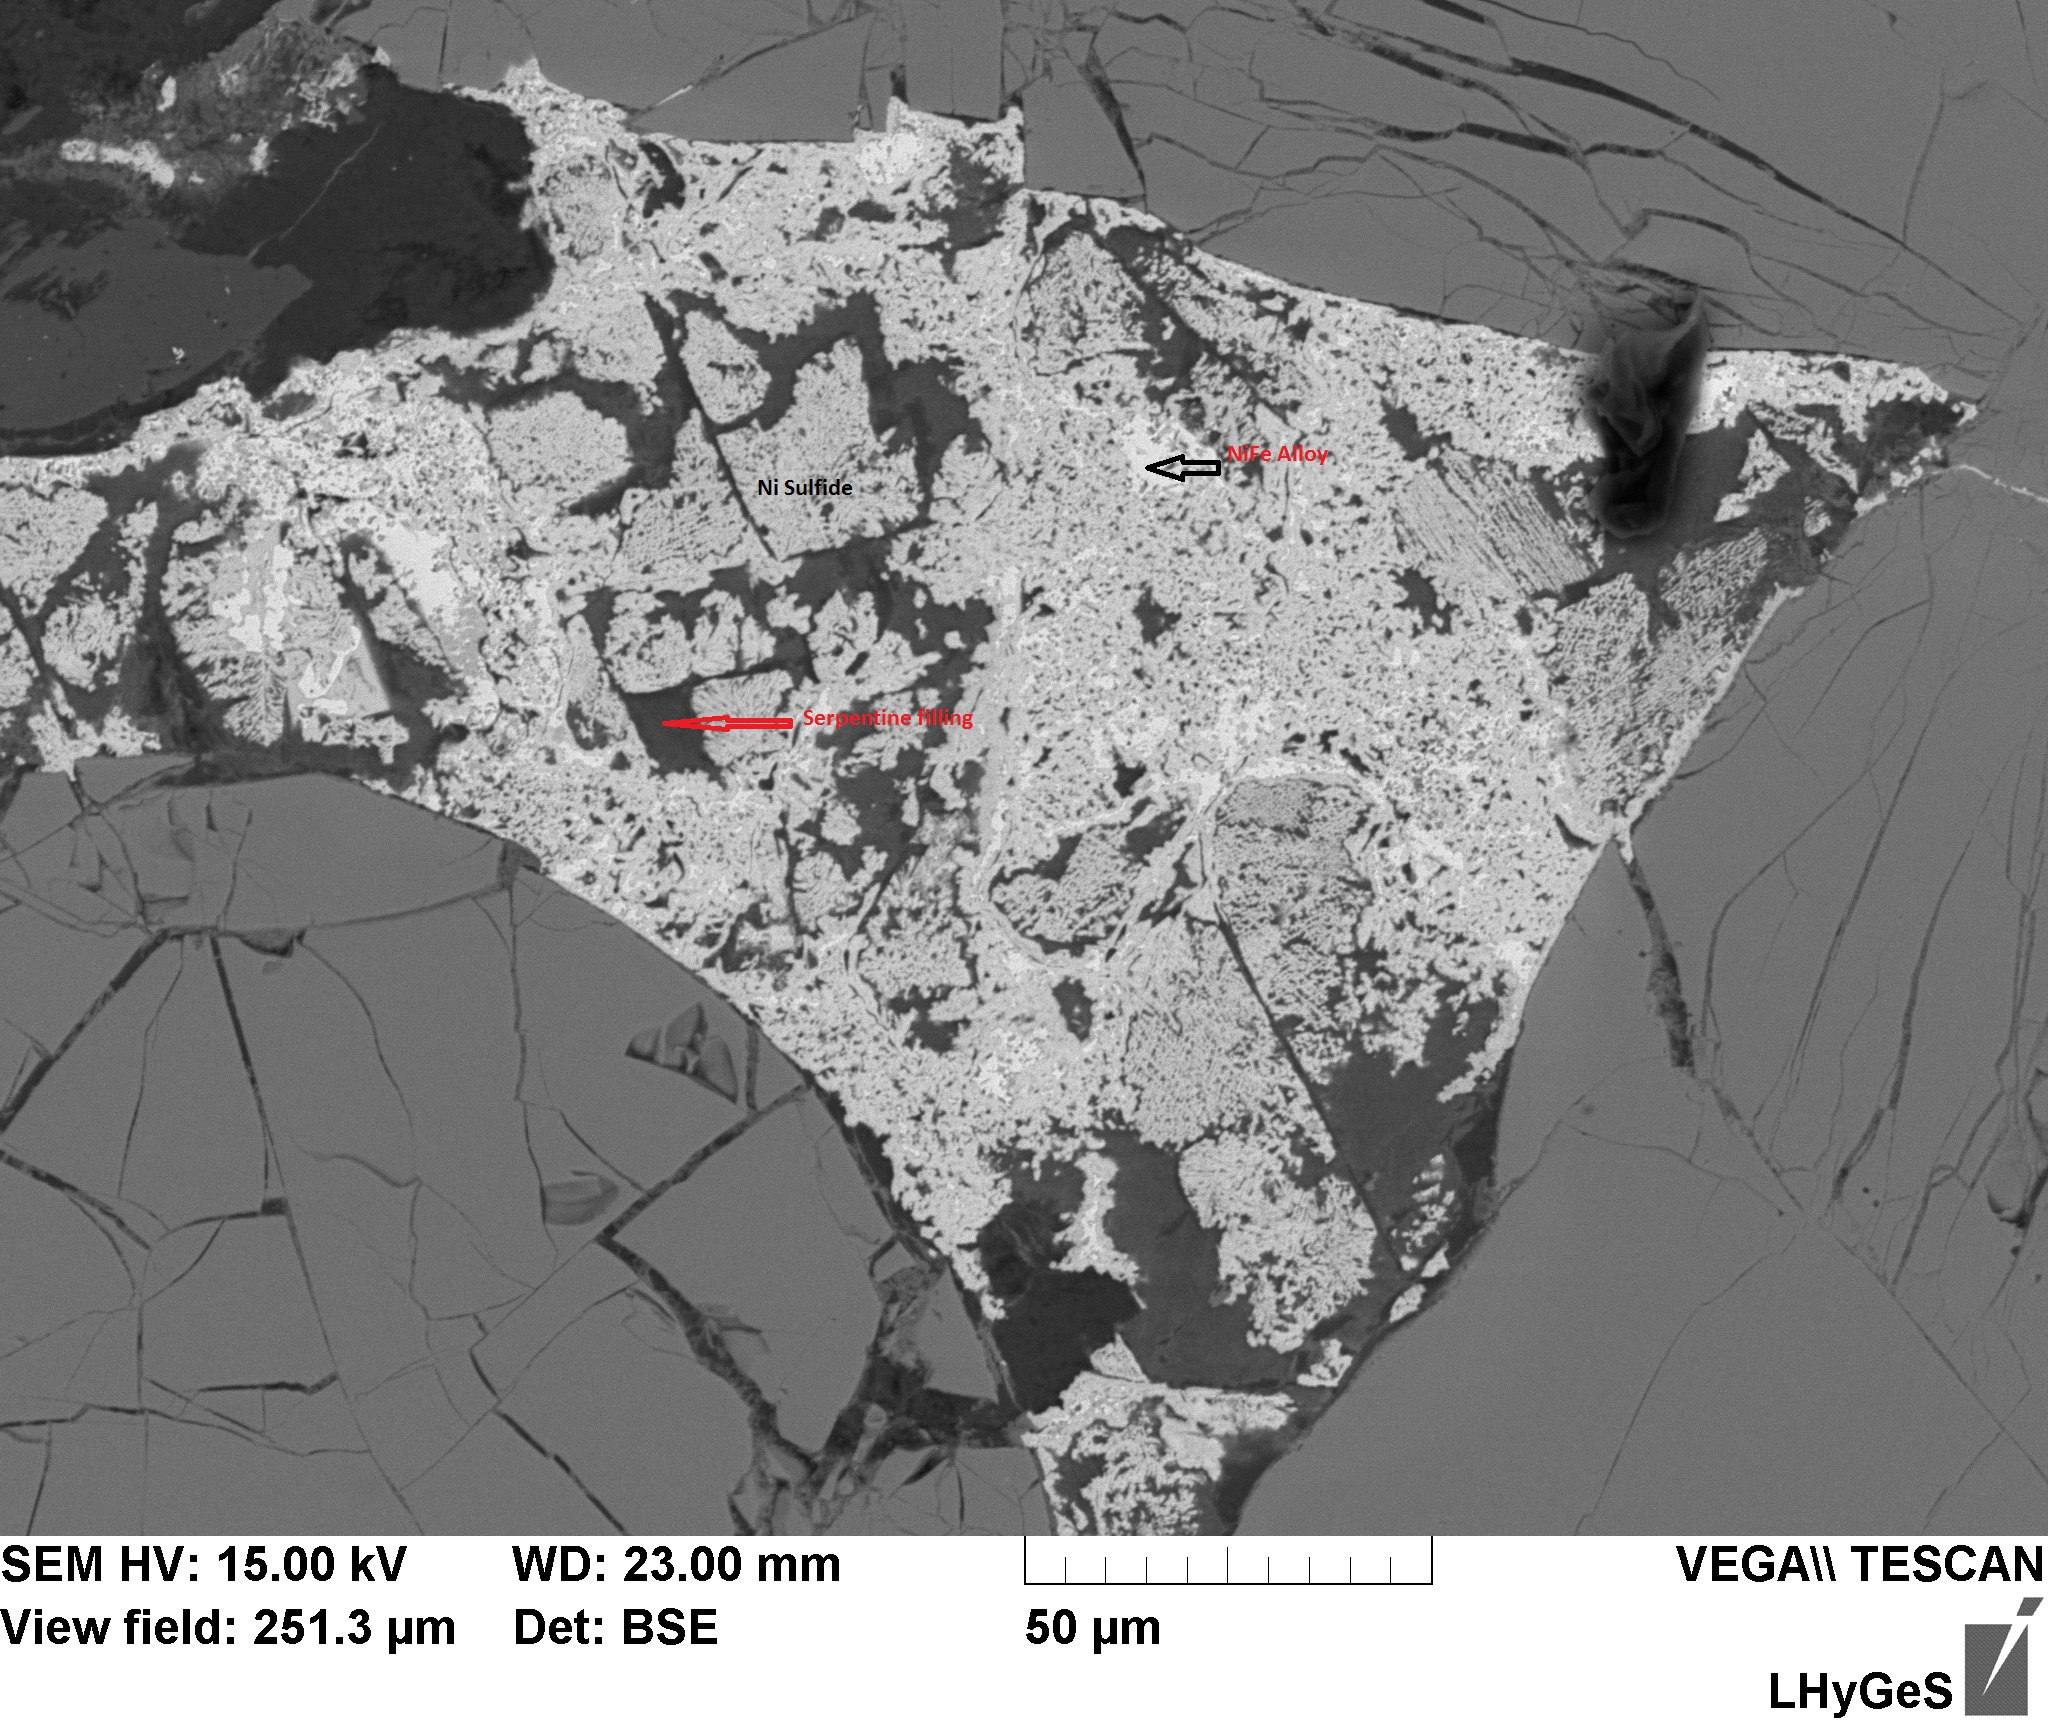 NiFe Alloy
Ni Sulfide
Serpentine filling
SEM HV: 15.00 kV
WD: 23.00 mm
VEGA\\ TESCAN
View field: 251.3 µm
Det: BSE
50 µm
LHyGeS